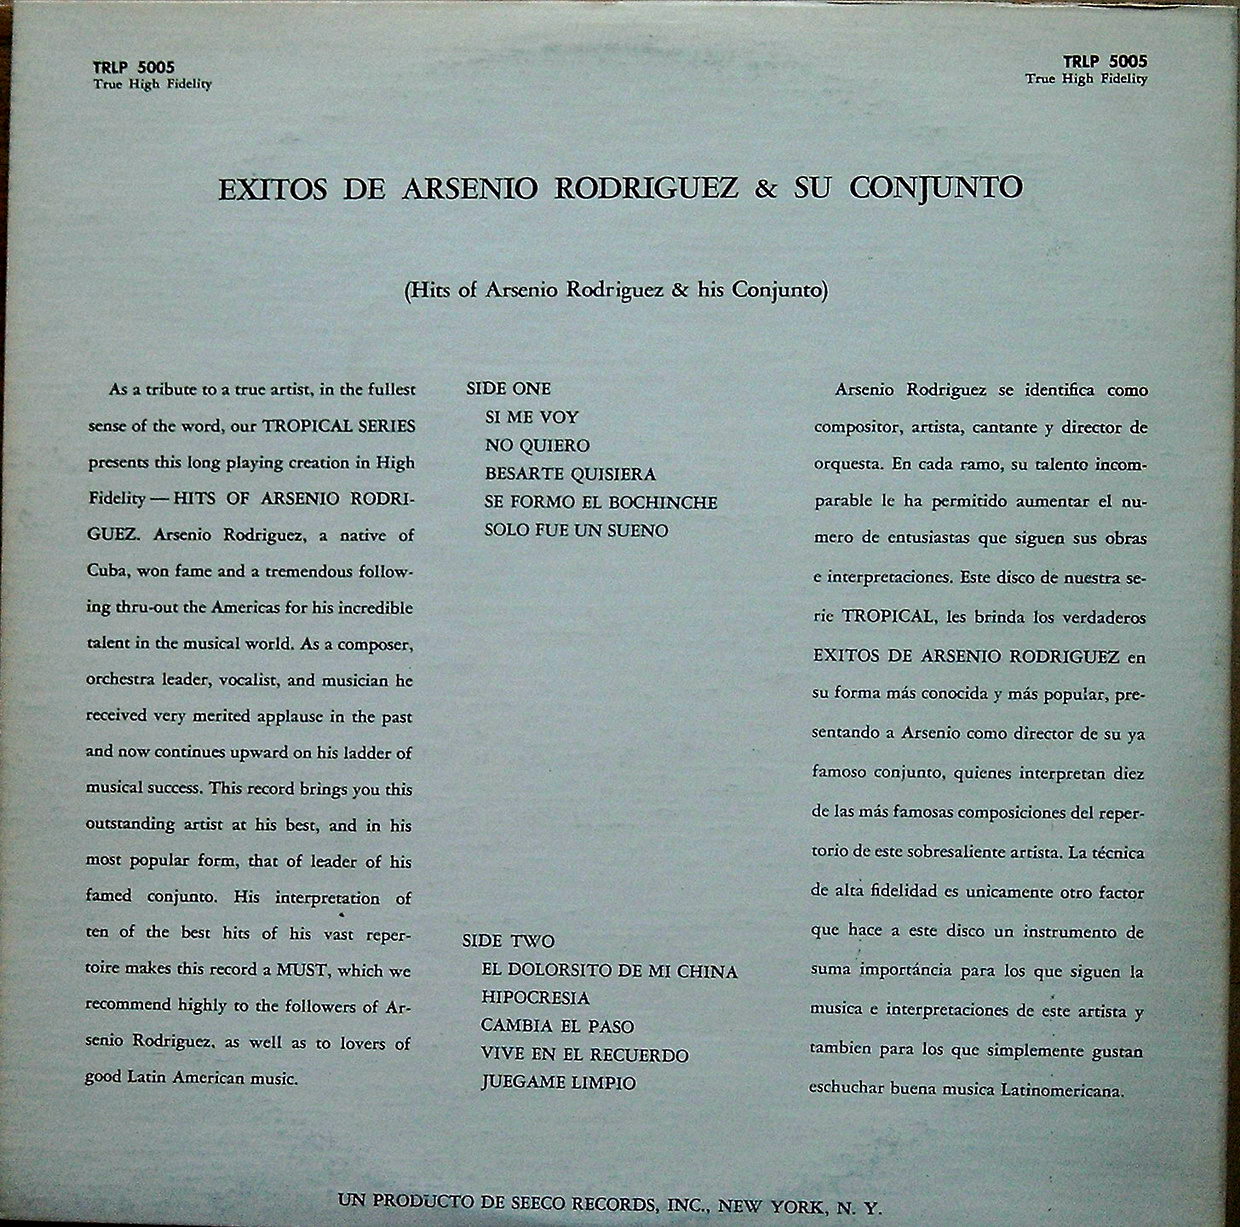 TRLP 5005
True High Fidelity
TRLP 5005
True High Fidelity
EXITOS DE ARSENIO RODRIGUEZ & SU CONJUNTO
(Hits of Arsenio Rodriguez & his Conjunto)
As a tribute to a true artist, in the fullest
sense of the word, our TROPICAL SERIES
presents this long playing creation in High
Fidelity — HITS OF ARSENIO RODRI-
GUEZ. Arsenio Rodriguez, a native of
Cuba, won fame and a tremendous follow-
ing thru-out the Americas for his incredible
talent in the musical world. As a composer,
orchestra leader, vocalist, and musician he
received very merited applause in the past
and now continues upward on his ladder of
musical success. This record brings you this
outstanding artist at his best, and in his
most popular form, that of leader of his
famed conjunto. His interpretation of
ten of the best hits of his vast reper-
toire makes this record a MUST, which we
recommend highly to the followers of Ar-
senio Rodriguez, as well as to lovers of
good Latin American music.
SIDE ONE
SI ME VOY
NO QUIERO
BESARTE QUISIERA
SE FORMO EL BOCHINCHE
SOLO FUE UN SUENO
SIDE TWO
EL DOLORSITO DE MI CHINA
HIPOCRESIA
CAMBIA EL PASO
VIVE EN EL RECUERDO
JUEGAME LIMPIO
Arsenio Rodriguez se identifica como
compositor, artista, cantante y director de
orquesta. En cada ramo, su talento incom-
parable le ha permitido aumentar el nu-
mero de entusiastas que siguen sus obras
e interpretaciones. Este disco de nuestra se-
rie TROPICAL, les brinda los verdaderos
EXITOS DE ARSENIO RODRIGUEZ en
su forma más conocida y más popular, pre-
sentando a Arsenio como director de su ya
famoso conjunto, quienes interpretan diez
de las más famosas composiciones del reper-
torio de este sobresaliente artista. La técnica
de alta fidelidad es unicamente otro factor
que hace a este disco un instrumento de
suma importáncia para los que siguen la
musica e interpretaciones de este artista y
tambien para los que simplemente gustan
eschuchar buena musica Latinomericana.
UN PRODUCTO DE SEECO RECORDS, INC., NEW YORK, N. Y.